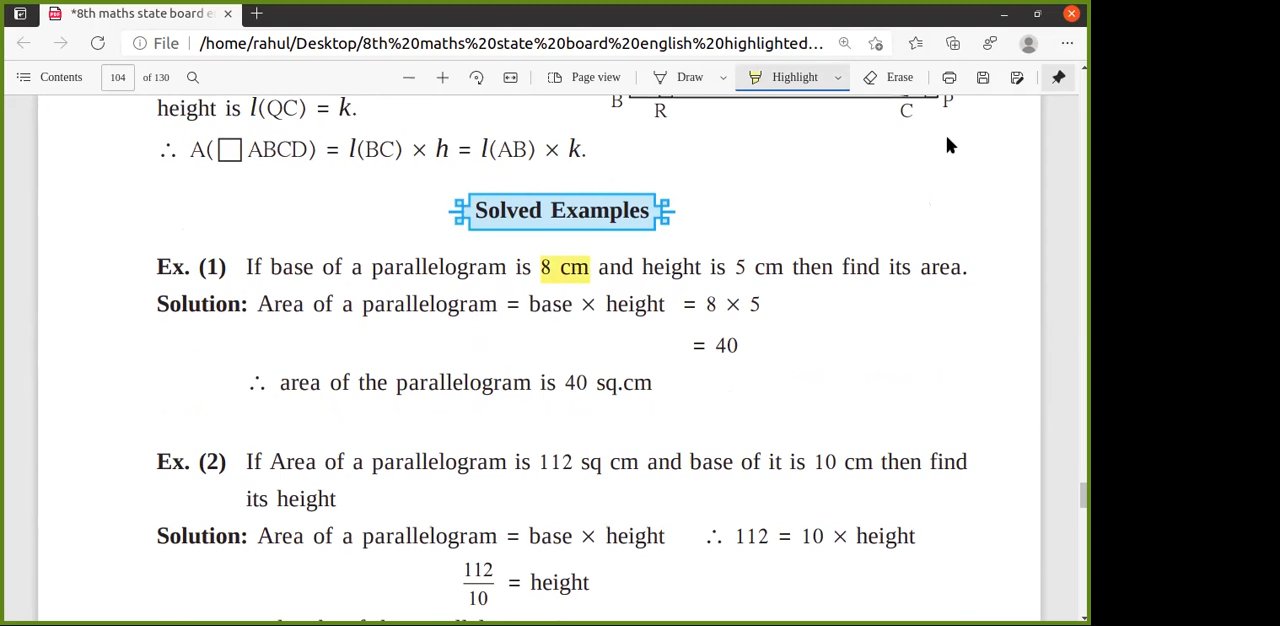 *8th maths state board e
File
/home/rahul/Desktop/8th%20maths%20state%20board%20english%20highlighted...
Contents
104
of 130
Page view
Draw
Highlight
Erase
height is l(QC) = k.
B
R
C
P
∴ A(□ ABCD) = l(BC) × h = l(AB) × k.
Solved Examples
Ex. (1) If base of a parallelogram is 8 cm and height is 5 cm then find its area.
Solution: Area of a parallelogram = base × height = 8 × 5
= 40
∴ area of the parallelogram is 40 sq.cm
Ex. (2) If Area of a parallelogram is 112 sq cm and base of it is 10 cm then find
its height
Solution: Area of a parallelogram = base × height ∴ 112 = 10 × height
112
10
= height